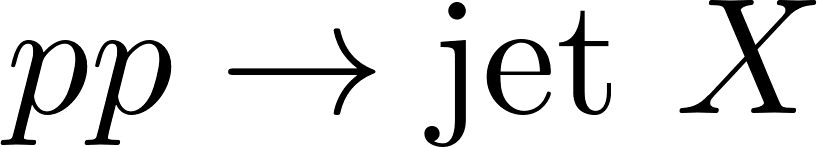 pp → jet X